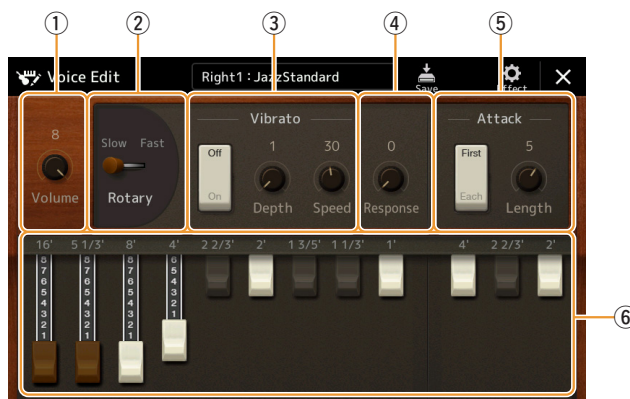 1 2 3 4 5
Voice Edit Right1 : JazzStandard Save Effect ×
Vibrato Attack
8 Slow Fast Off 1 30 0 First 5
Volume Rotary On Depth Speed Response Each Length
16' 5 1/3' 8' 4' 2 2/3' 2' 1 3/5' 1 1/3' 1' 4' 2 2/3' 2'
8 8 8 8
7 7 7
6 6 6 6
5 5 5 5
4 4 4 4
3 3 3 3
2 2 2 2
1 1 1 1
6